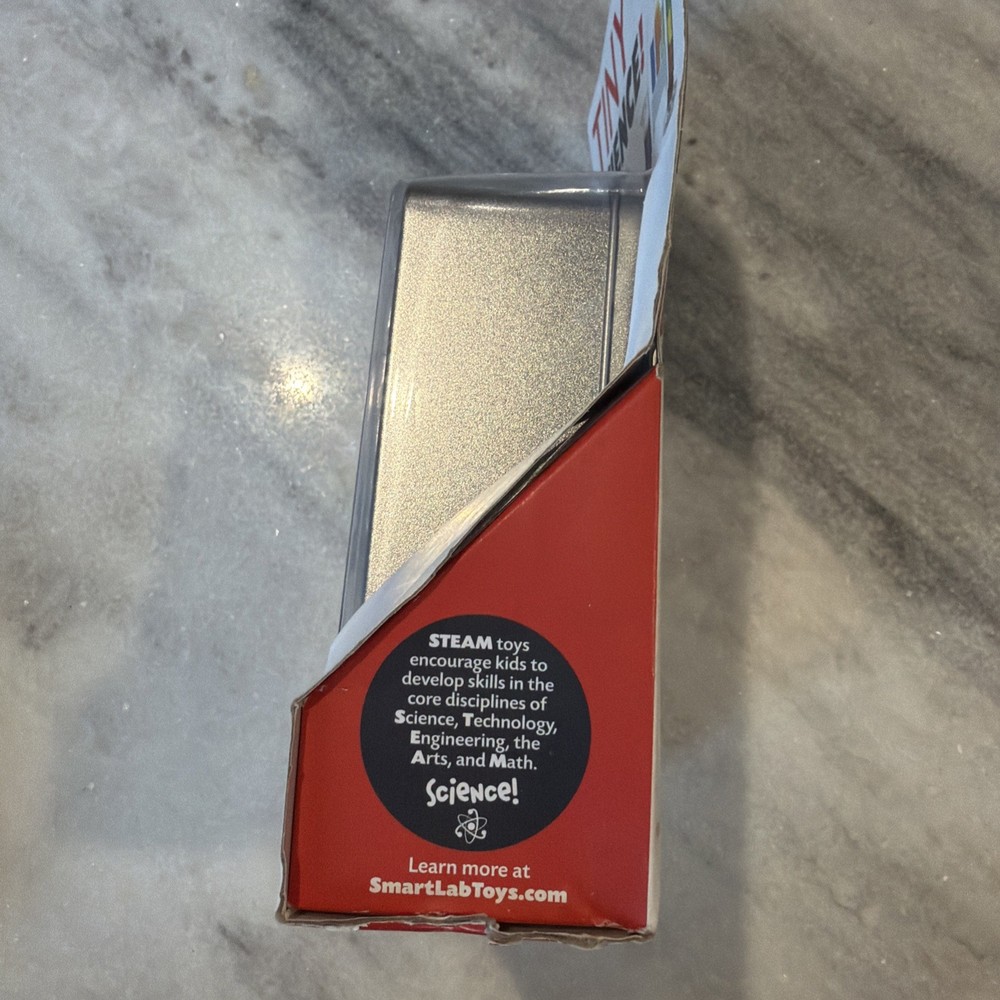 TINY
STEAM toys
encourage kids to
develop skills in the
core disciplines of
Science, Technology,
Engineering, the
Arts, and Math.
Science!
Learn more at
SmartLabToys.com